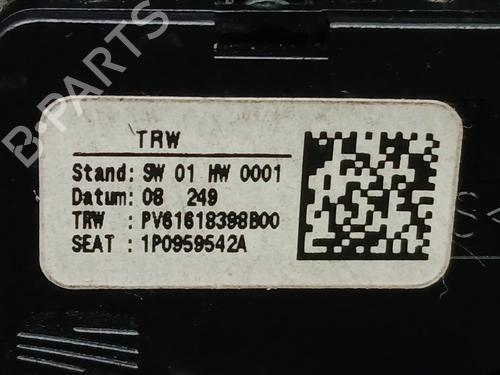 B-PARTS
TRW
Stand: SW 01 HW 0001
Datum: 08 249
TRW : PV61618398B00
SEAT : 1P0959542A